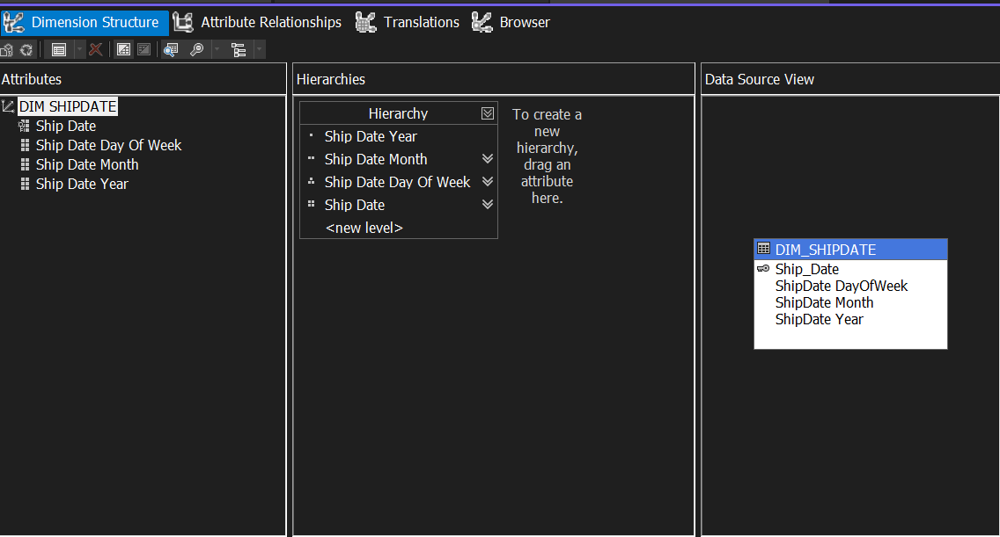 Dimension Structure
Attribute Relationships
Translations
Browser
Attributes
DIM SHIPDATE
Ship Date
Ship Date Day Of Week
Ship Date Month
Ship Date Year
Hierarchies
Hierarchy
Ship Date Year
Ship Date Month
Ship Date Day Of Week
Ship Date
<new level>
To create a
new
hierarchy,
drag an
attribute
here.
Data Source View
DIM_SHIPDATE
Ship_Date
ShipDate DayOfWeek
ShipDate Month
ShipDate Year